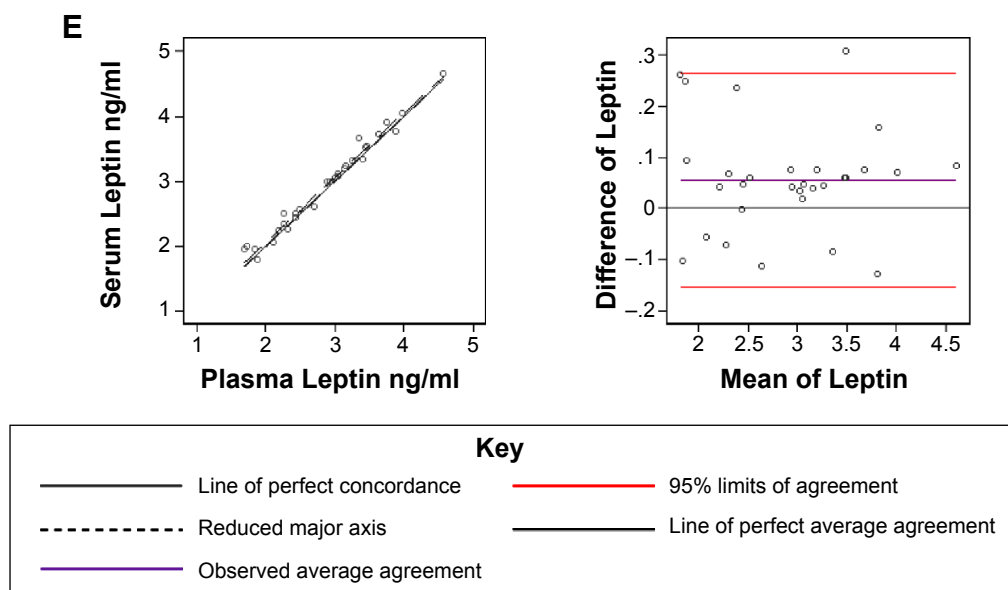 E
Serum Leptin ng/ml
5
4
3
2
1
1 2 3 4 5
Plasma Leptin ng/ml
Difference of Leptin
.3
.2
.1
0
–.1
–.2
2 2.5 3 3.5 4 4.5
Mean of Leptin
Key
Line of perfect concordance
95% limits of agreement
Reduced major axis
Line of perfect average agreement
Observed average agreement